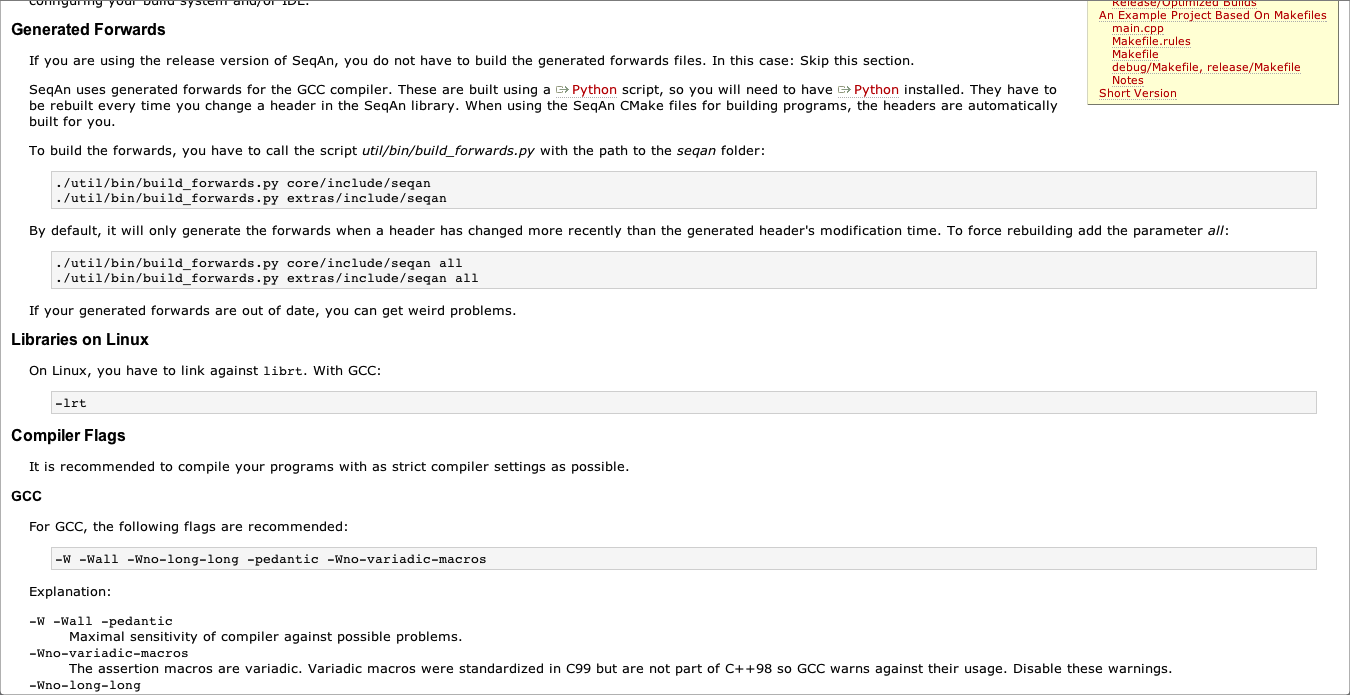 configuring your build system and/or IDE.
Release/Optimized Builds
An Example Project Based On Makefiles
main.cpp
Makefile.rules
Makefile
debug/Makefile, release/Makefile
Notes
Short Version
Generated Forwards
If you are using the release version of SeqAn, you do not have to build the generated forwards files. In this case: Skip this section.
SeqAn uses generated forwards for the GCC compiler. These are built using a Python script, so you will need to have Python installed. They have to
be rebuilt every time you change a header in the SeqAn library. When using the SeqAn CMake files for building programs, the headers are automatically
built for you.
To build the forwards, you have to call the script util/bin/build_forwards.py with the path to the seqan folder:
./util/bin/build_forwards.py core/include/seqan
./util/bin/build_forwards.py extras/include/seqan
By default, it will only generate the forwards when a header has changed more recently than the generated header's modification time. To force rebuilding add the parameter all:
./util/bin/build_forwards.py core/include/seqan all
./util/bin/build_forwards.py extras/include/seqan all
If your generated forwards are out of date, you can get weird problems.
Libraries on Linux
On Linux, you have to link against librt. With GCC:
-lrt
Compiler Flags
It is recommended to compile your programs with as strict compiler settings as possible.
GCC
For GCC, the following flags are recommended:
-W -Wall -Wno-long-long -pedantic -Wno-variadic-macros
Explanation:
-W -Wall -pedantic
Maximal sensitivity of compiler against possible problems.
-Wno-variadic-macros
The assertion macros are variadic. Variadic macros were standardized in C99 but are not part of C++98 so GCC warns against their usage. Disable these warnings.
-Wno-long-long